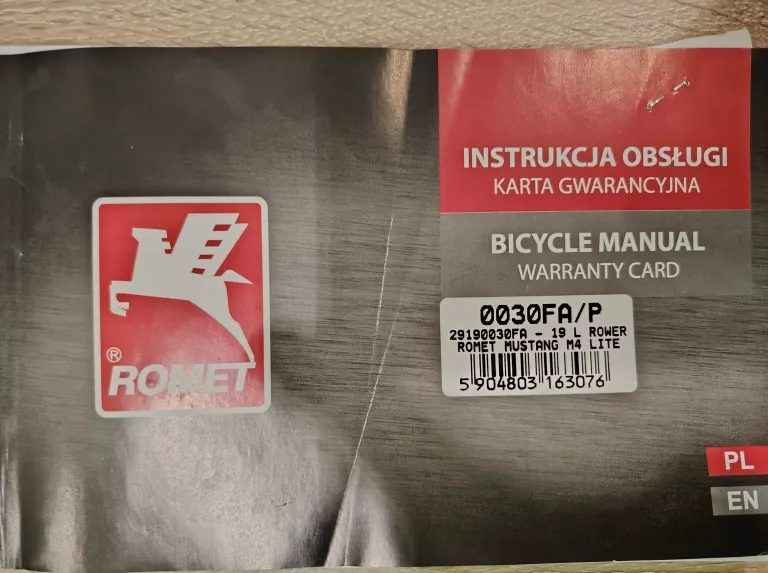 INSTRUKCJA OBSŁUGI
KARTA GWARANCYJNA
BICYCLE MANUAL
WARRANTY CARD
0030FA/P
29190030FA - 19 L ROWER
ROMET MUSTANG M4 LITE
5 904803 163076
® ROMET
PL
EN